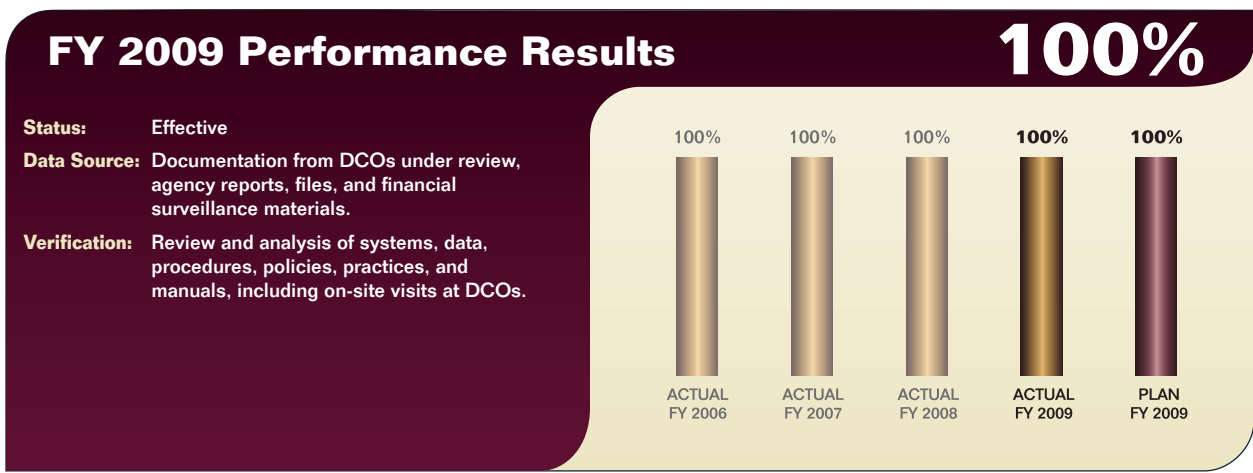 FY 2009 Performance Results
100%
Status: Effective
Data Source: Documentation from DCOs under review,
agency reports, files, and financial
surveillance materials.
Verification: Review and analysis of systems, data,
procedures, policies, practices, and
manuals, including on-site visits at DCOs.
100% 100% 100% 100% 100%
ACTUAL ACTUAL ACTUAL ACTUAL PLAN
FY 2006 FY 2007 FY 2008 FY 2009 FY 2009